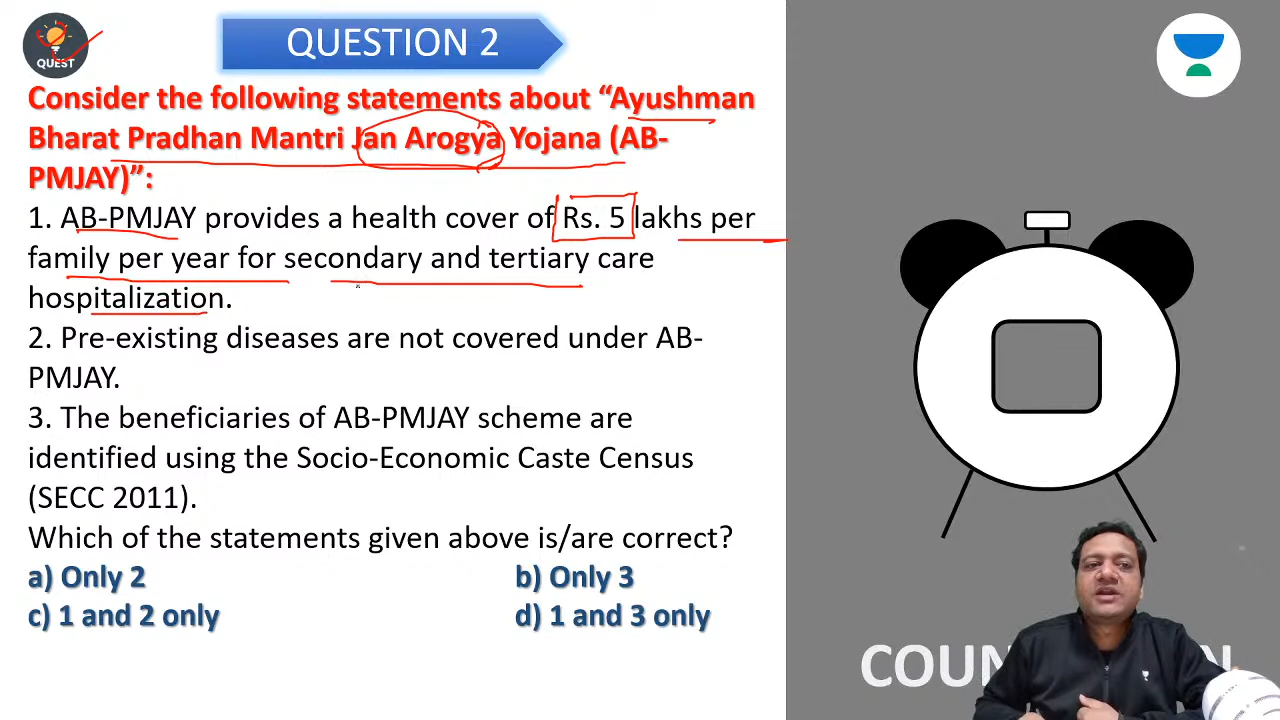 QUEST
QUESTION 2
Consider the following statements about “Ayushman
Bharat Pradhan Mantri Jan Arogya Yojana (AB-
PMJAY)”:
1. AB-PMJAY provides a health cover of Rs. 5 lakhs per
family per year for secondary and tertiary care
hospitalization.
2. Pre-existing diseases are not covered under AB-
PMJAY.
3. The beneficiaries of AB-PMJAY scheme are
identified using the Socio-Economic Caste Census
(SECC 2011).
Which of the statements given above is/are correct?
a) Only 2
b) Only 3
c) 1 and 2 only
d) 1 and 3 only